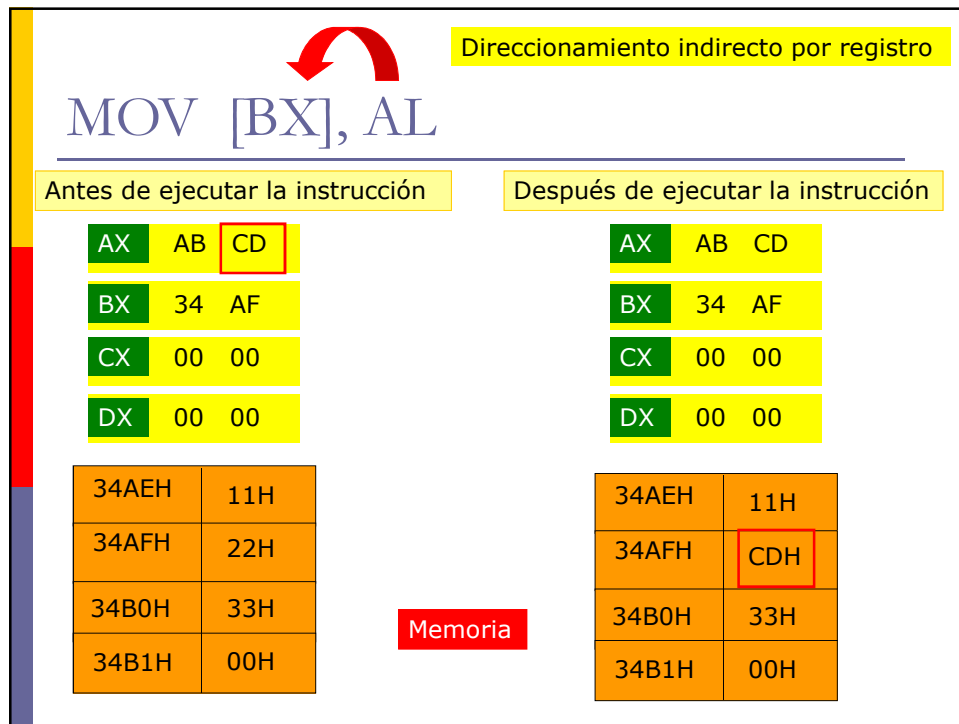 Direccionamiento indirecto por registro
MOV [BX], AL
Antes de ejecutar la instrucción
AX AB CD
BX 34 AF
CX 00 00
DX 00 00
34AEH 11H
34AFH 22H
34B0H 33H
34B1H 00H
Memoria
Después de ejecutar la instrucción
AX AB CD
BX 34 AF
CX 00 00
DX 00 00
34AEH 11H
34AFH CDH
34B0H 33H
34B1H 00H